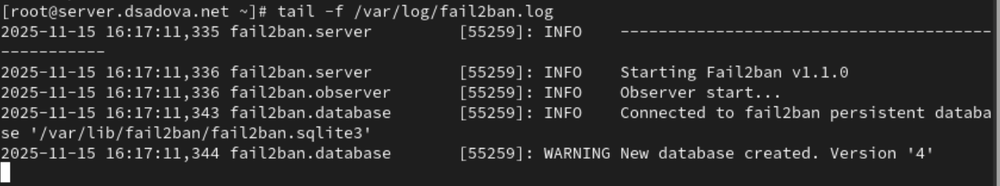 [root@server.dsadova.net ~]# tail -f /var/log/fail2ban.log
2025-11-15 16:17:11,335 fail2ban.server         [55259]: INFO    ---------------------------------------
-----------
2025-11-15 16:17:11,336 fail2ban.server         [55259]: INFO    Starting Fail2ban v1.1.0
2025-11-15 16:17:11,336 fail2ban.observer       [55259]: INFO    Observer start...
2025-11-15 16:17:11,343 fail2ban.database       [55259]: INFO    Connected to fail2ban persistent databa
se '/var/lib/fail2ban/fail2ban.sqlite3'
2025-11-15 16:17:11,344 fail2ban.database       [55259]: WARNING New database created. Version '4'